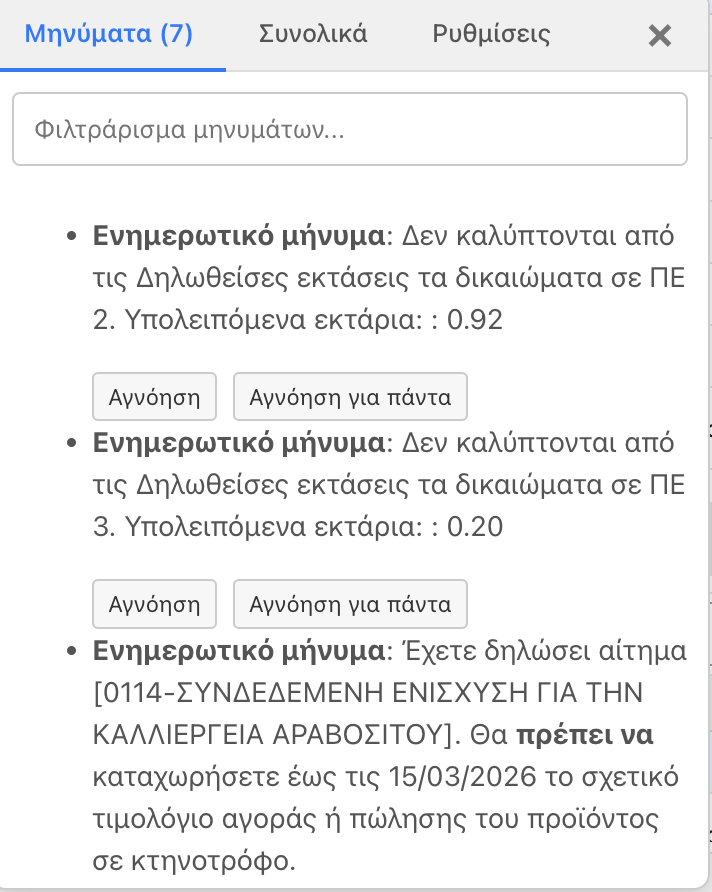 Μηνύματα (7) Συνολικά Ρυθμίσεις ×
Φιλτράρισμα μηνυμάτων...
• Ενημερωτικό μήνυμα: Δεν καλύπτονται από
τις Δηλωθείσες εκτάσεις τα δικαιώματα σε ΠΕ
2. Υπολειπόμενα εκτάρια: : 0.92
Αγνόηση Αγνόηση για πάντα
• Ενημερωτικό μήνυμα: Δεν καλύπτονται από
τις Δηλωθείσες εκτάσεις τα δικαιώματα σε ΠΕ
3. Υπολειπόμενα εκτάρια: : 0.20
Αγνόηση Αγνόηση για πάντα
• Ενημερωτικό μήνυμα: Έχετε δηλώσει αίτημα
[0114-ΣΥΝΔΕΔΕΜΕΝΗ ΕΝΙΣΧΥΣΗ ΓΙΑ ΤΗΝ
ΚΑΛΛΙΕΡΓΕΙΑ ΑΡΑΒΟΣΙΤΟΥ]. Θα πρέπει να
καταχωρήσετε έως τις 15/03/2026 το σχετικό
τιμολόγιο αγοράς ή πώλησης του προϊόντος
σε κτηνοτρόφο.